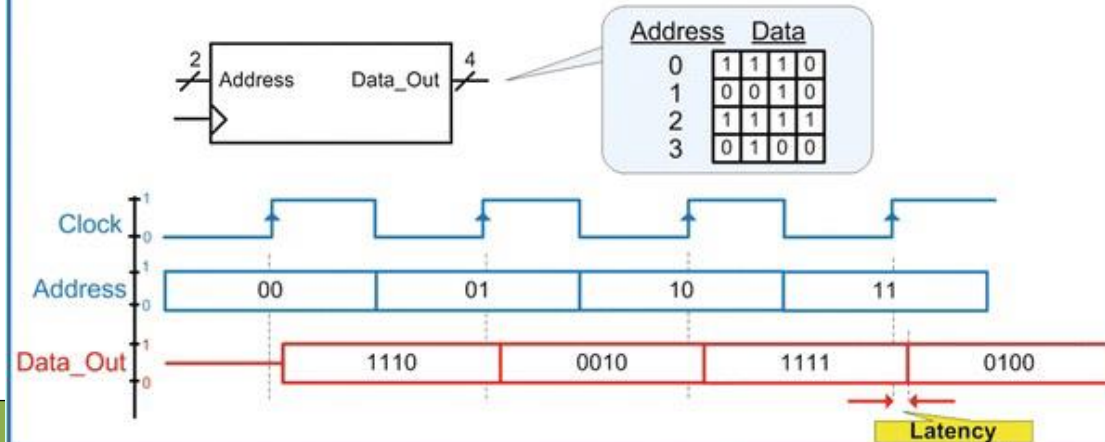 Address Data
2 4
Address Data_Out
0 1 1 1 0
1 0 0 1 0
2 1 1 1 1
3 0 1 0 0
1
Clock
0
1
Address 00 01 10 11
0
1
Data_Out 1110 0010 1111 0100
0
Latency